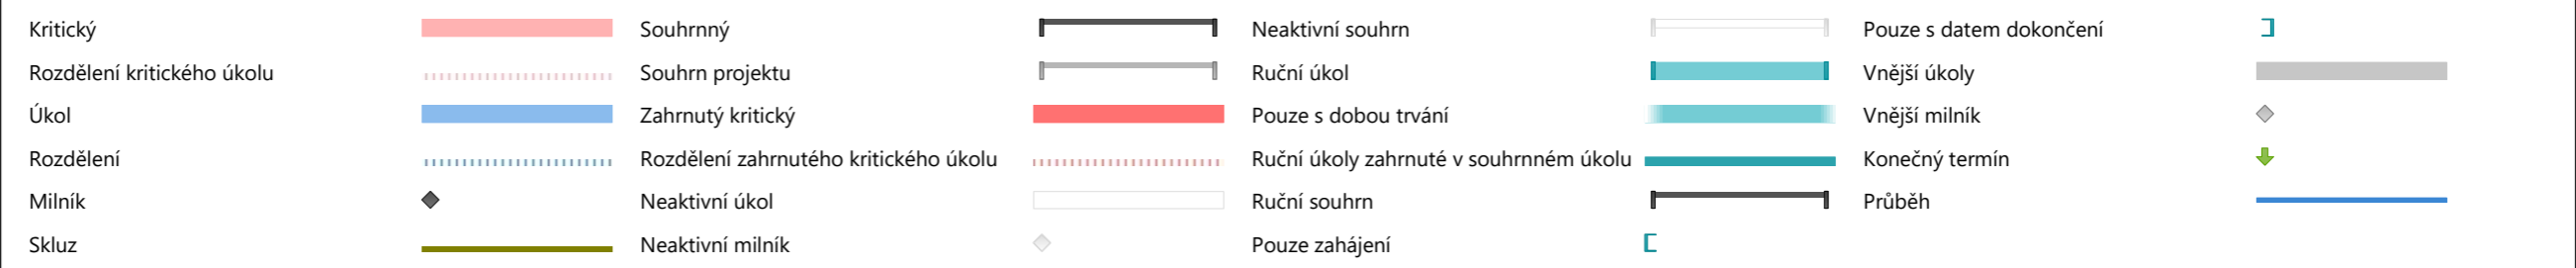 Kritický
Rozdělení kritického úkolu
Úkol
Rozdělení
Milník
Skluz
Souhrnný
Souhrn projektu
Zahrnutý kritický
Rozdělení zahrnutého kritického úkolu
Neaktivní úkol
Neaktivní milník
Neaktivní souhrn
Ruční úkol
Pouze s dobou trvání
Ruční úkoly zahrnuté v souhrnném úkolu
Ruční souhrn
Pouze zahájení
Pouze s datem dokončení
Vnější úkoly
Vnější milník
Konečný termín
Průběh